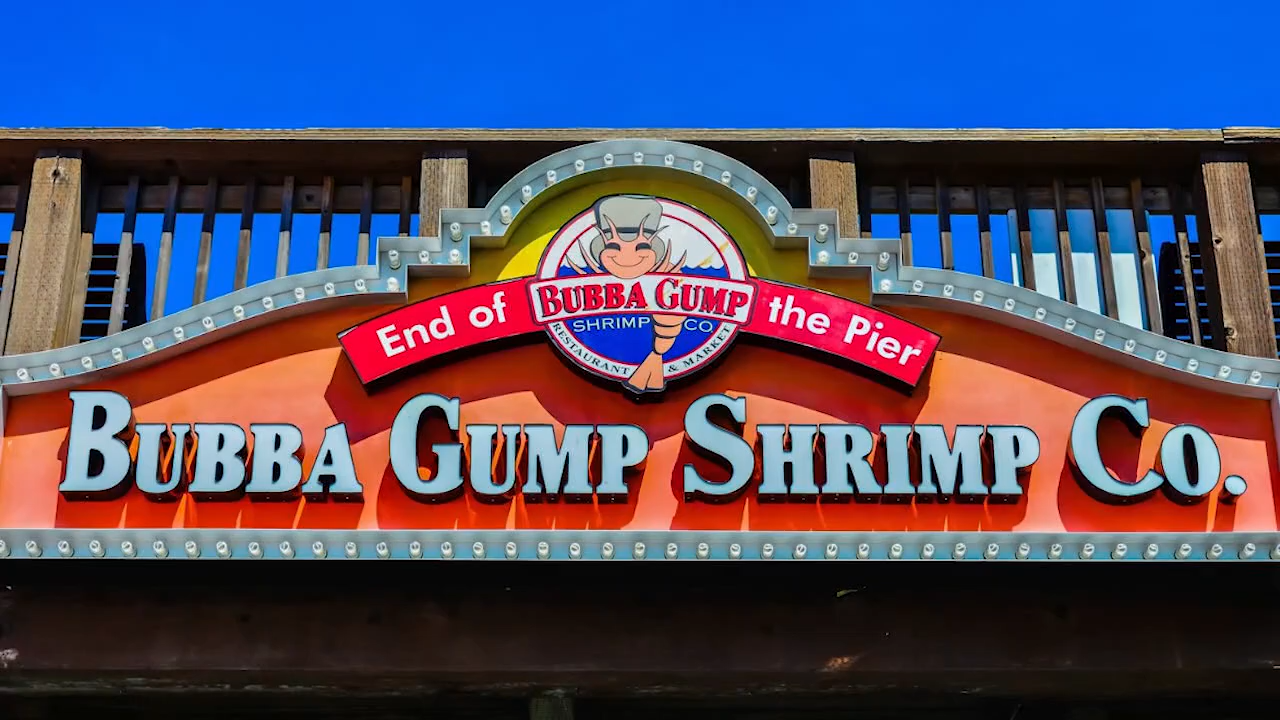 End of the Pier
BUBBA GUMP
SHRIMP CO
RESTAURANT & MARKET
BUBBA GUMP SHRIMP CO.